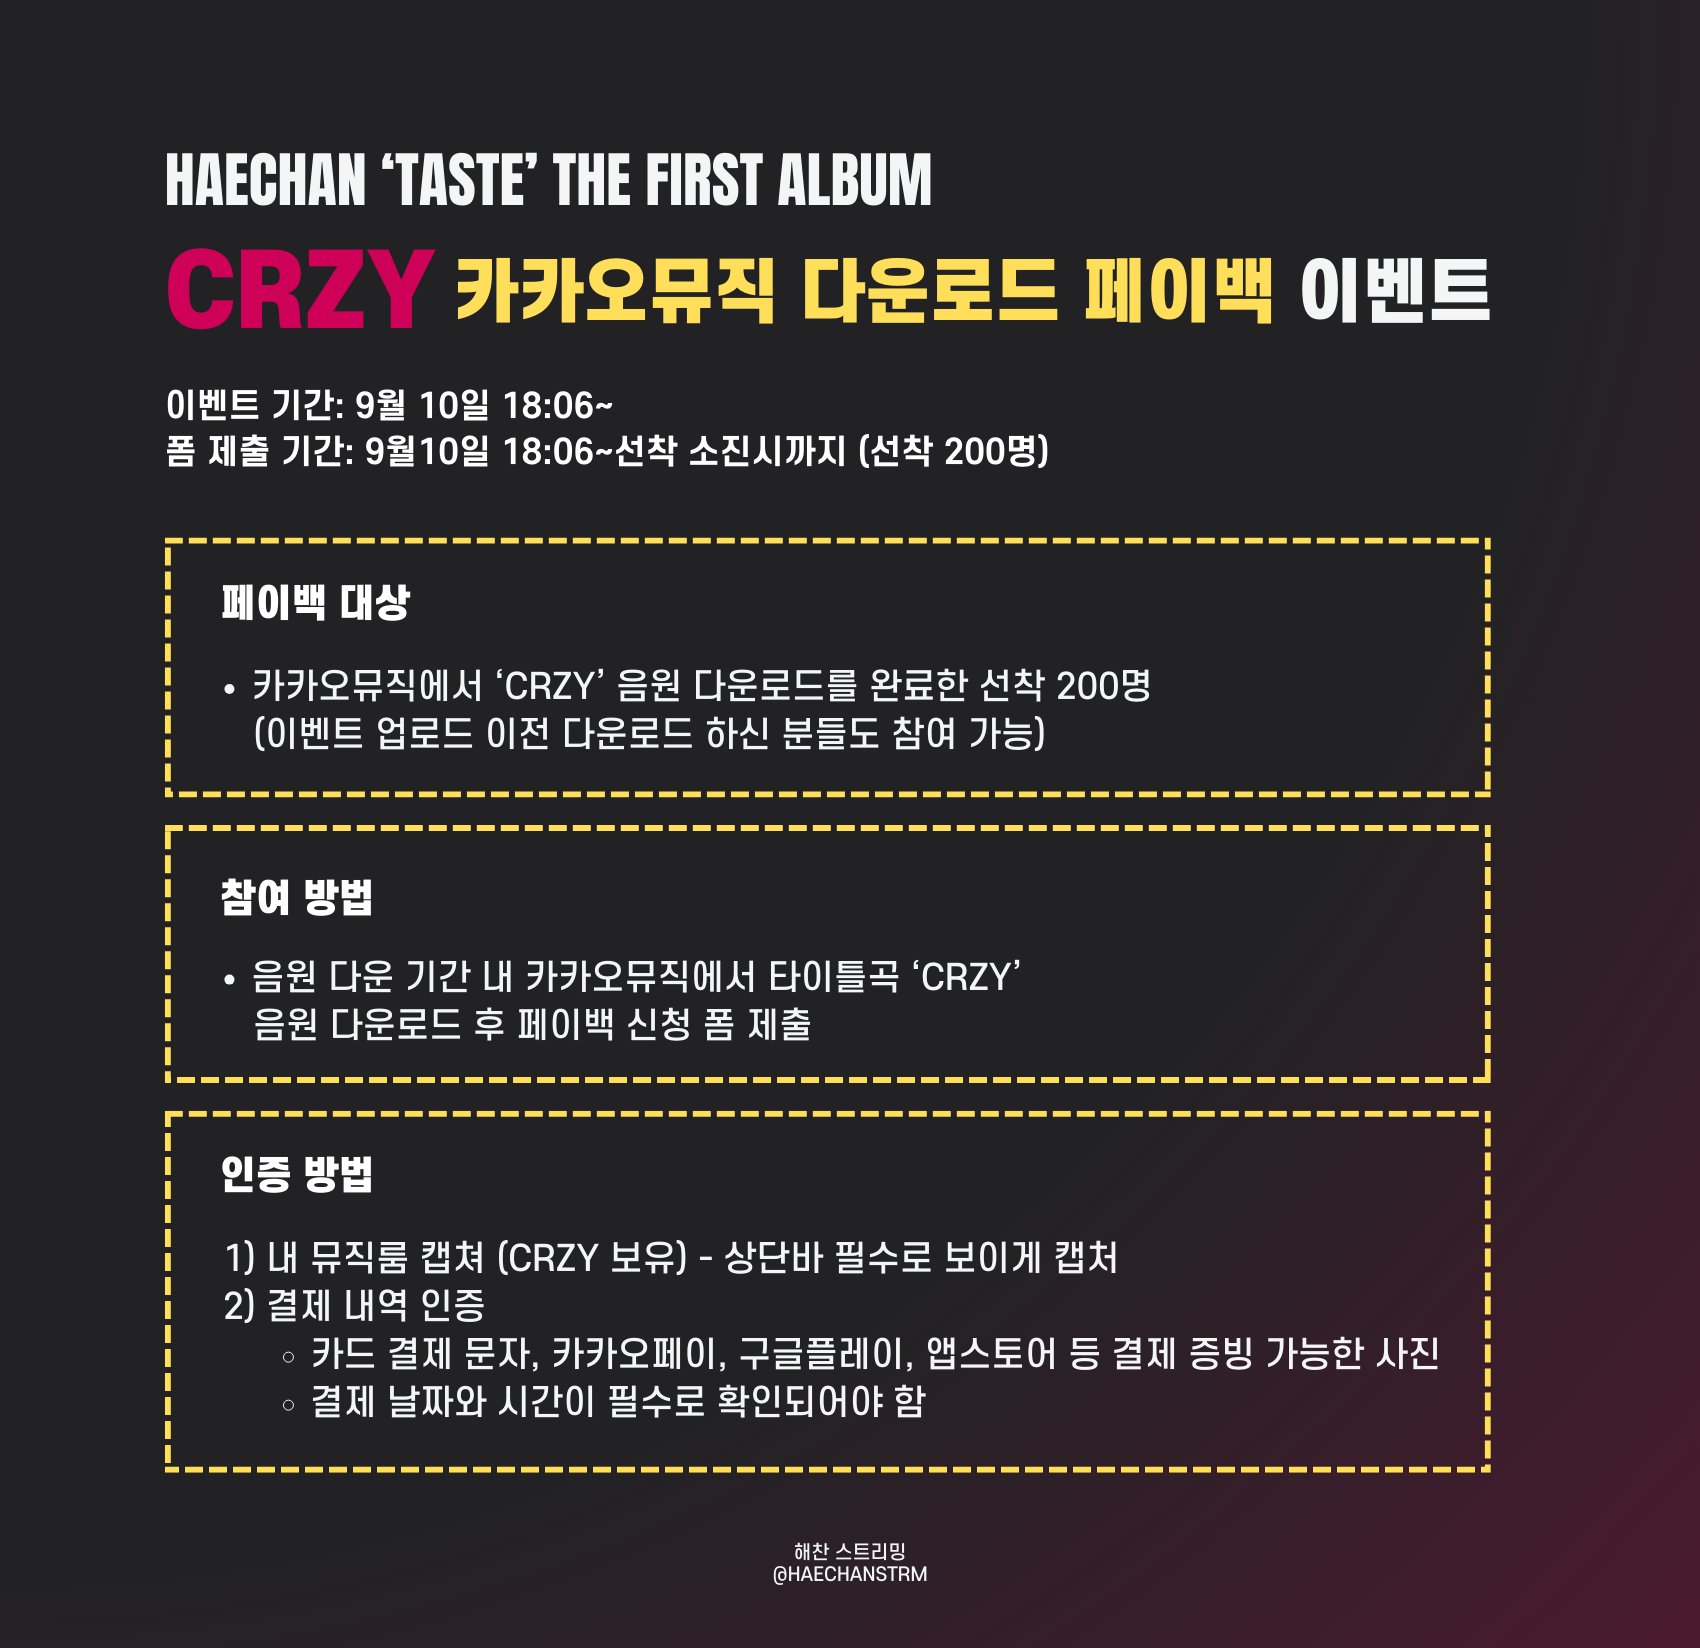 HAECHAN ‘TASTE’ THE FIRST ALBUM
CRZY 카카오뮤직 다운로드 페이백 이벤트
이벤트 기간: 9월 10일 18:06~
폼 제출 기간: 9월10일 18:06~선착 소진시까지 (선착 200명)
페이백 대상
• 카카오뮤직에서 ‘CRZY’ 음원 다운로드를 완료한 선착 200명
(이벤트 업로드 이전 다운로드 하신 분들도 참여 가능)
참여 방법
• 음원 다운 기간 내 카카오뮤직에서 타이틀곡 ‘CRZY’
음원 다운로드 후 페이백 신청 폼 제출
인증 방법
1) 내 뮤직룸 캡쳐 (CRZY 보유) - 상단바 필수로 보이게 캡처
2) 결제 내역 인증
◦ 카드 결제 문자, 카카오페이, 구글플레이, 앱스토어 등 결제 증빙 가능한 사진
◦ 결제 날짜와 시간이 필수로 확인되어야 함
해찬 스트리밍
@HAECHANSTRM